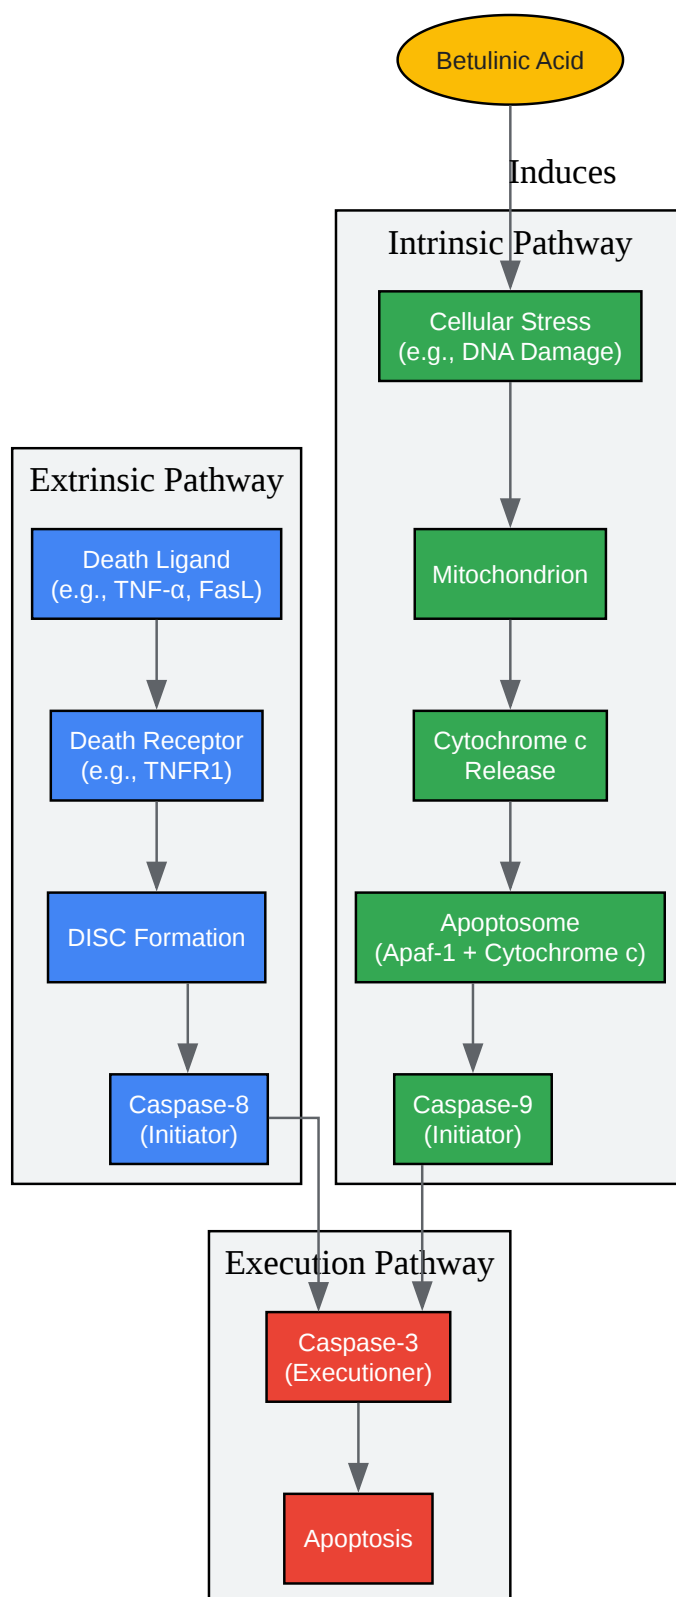 Betulinic Acid
Induces
Intrinsic Pathway
Cellular Stress
(e.g., DNA Damage)
Mitochondrion
Cytochrome c
Release
Apoptosome
(Apaf-1 + Cytochrome c)
Caspase-9
(Initiator)
Extrinsic Pathway
Death Ligand
(e.g., TNF-α, FasL)
Death Receptor
(e.g., TNFR1)
DISC Formation
Caspase-8
(Initiator)
Execution Pathway
Caspase-3
(Executioner)
Apoptosis